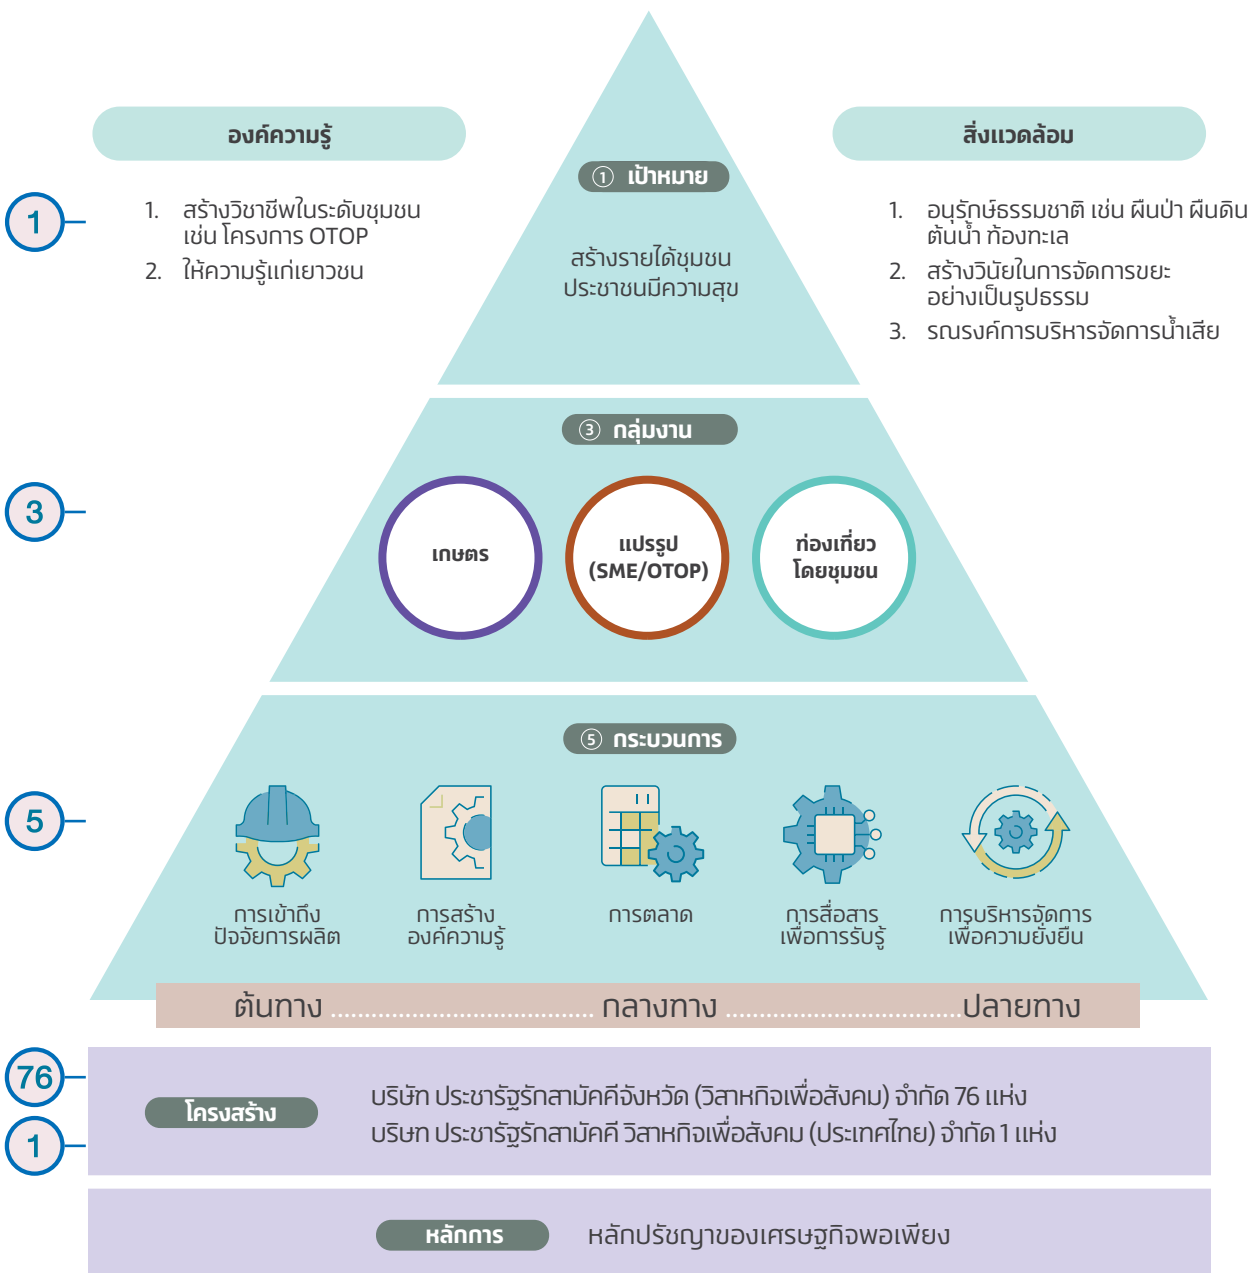 องค์ความรู้
1. สร้างวิชาชีพในระดับชุมชน
เช่น โครงการ OTOP
2. ให้ความรู้แก่เยาวชน
สิ่งแวดล้อม
1. อนุรักษ์ธรรมชาติ เช่น ผืนป่า ผืนดิน
ต้นน้ำ ท้องทะเล
2. สร้างวินัยในการจัดการขยะ
อย่างเป็นรูปธรรม
3. รณรงค์การบริหารจัดการน้ำเสีย
1
① เป้าหมาย
สร้างรายได้ชุมชน
ประชาชนมีความสุข
3
③ กลุ่มงาน
เกษตร
แปรรูป
(SME/OTOP)
ท่องเที่ยว
โดยชุมชน
5
⑤ กระบวนการ
การเข้าถึง
ปัจจัยการผลิต
การสร้าง
องค์ความรู้
การตลาด
การสื่อสาร
เพื่อการรับรู้
การบริหารจัดการ
เพื่อความยั่งยืน
ต้นทาง ........................................ กลางทาง ....................................ปลายทาง
76
1
โครงสร้าง
บริษัท ประชารัฐรักสามัคคีจังหวัด (วิสาหกิจเพื่อสังคม) จำกัด 76 แห่ง
บริษัท ประชารัฐรักสามัคคี วิสาหกิจเพื่อสังคม (ประเทศไทย) จำกัด 1 แห่ง
หลักการ
หลักปรัชญาของเศรษฐกิจพอเพียง